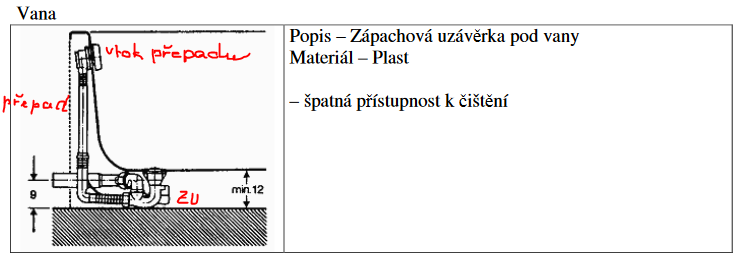 Vana
vtok přepadu
přepad
9
min.12
ZU
Popis – Zápachová uzávěrka pod vany
Materiál – Plast
– špatná přístupnost k čištění